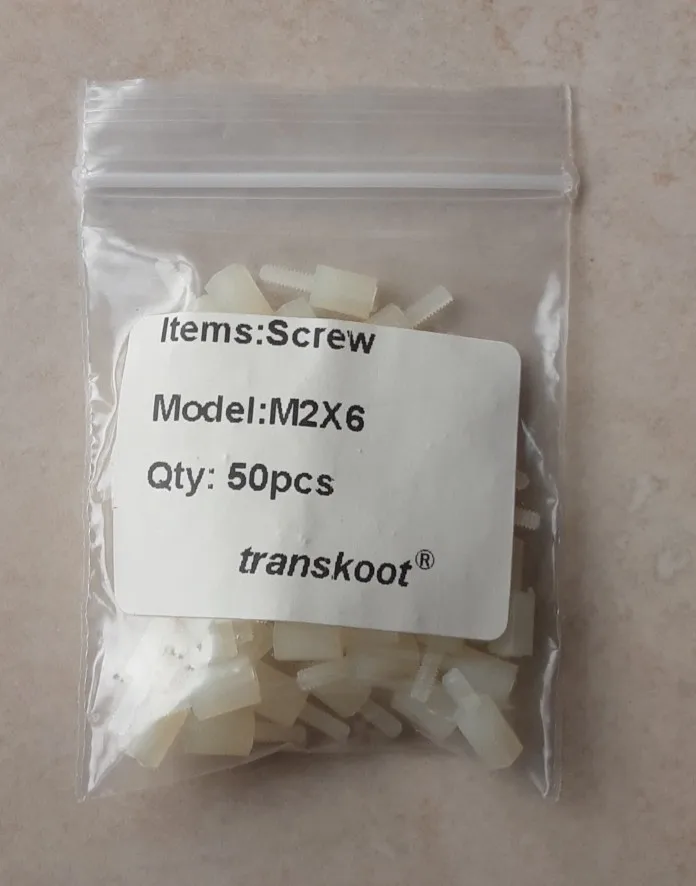 Items:Screw
Model:M2X6
Qty: 50pcs
transkoot®